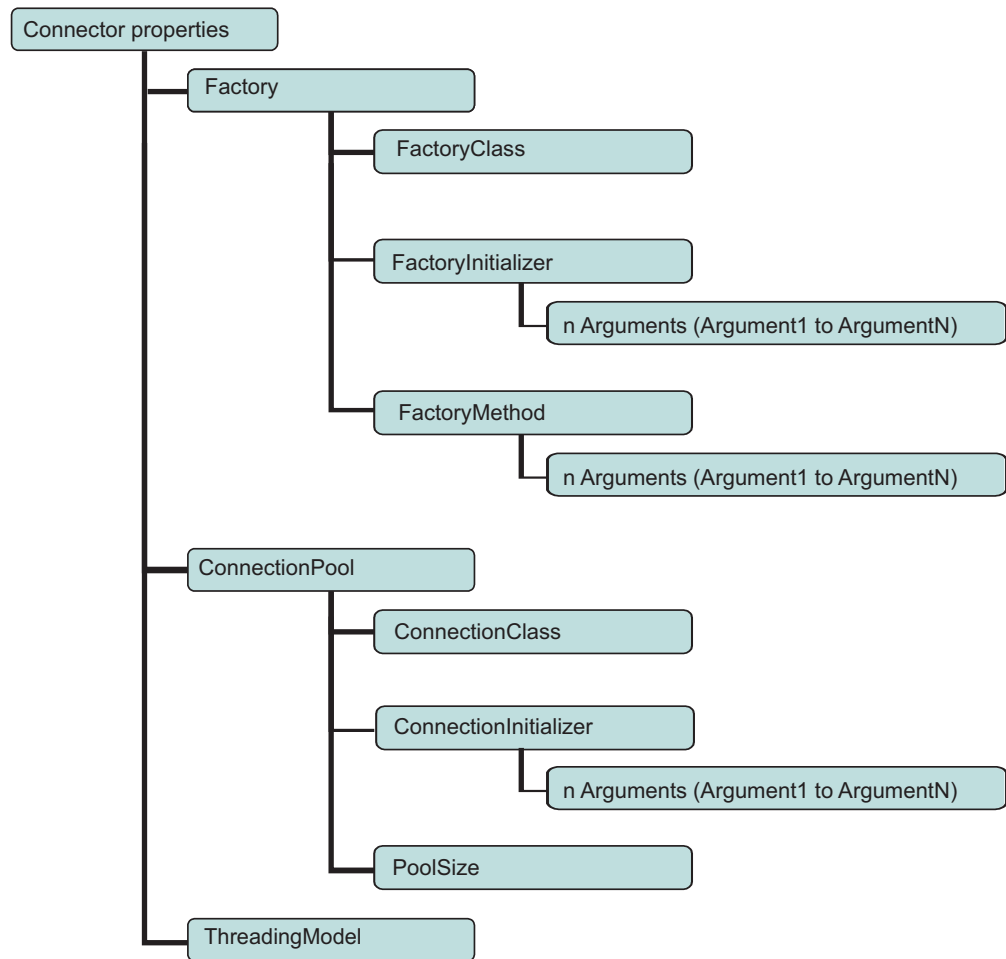 Connector properties
Factory
FactoryClass
FactoryInitializer
n Arguments (Argument1 to ArgumentN)
FactoryMethod
n Arguments (Argument1 to ArgumentN)
ConnectionPool
ConnectionClass
ConnectionInitializer
n Arguments (Argument1 to ArgumentN)
PoolSize
ThreadingModel